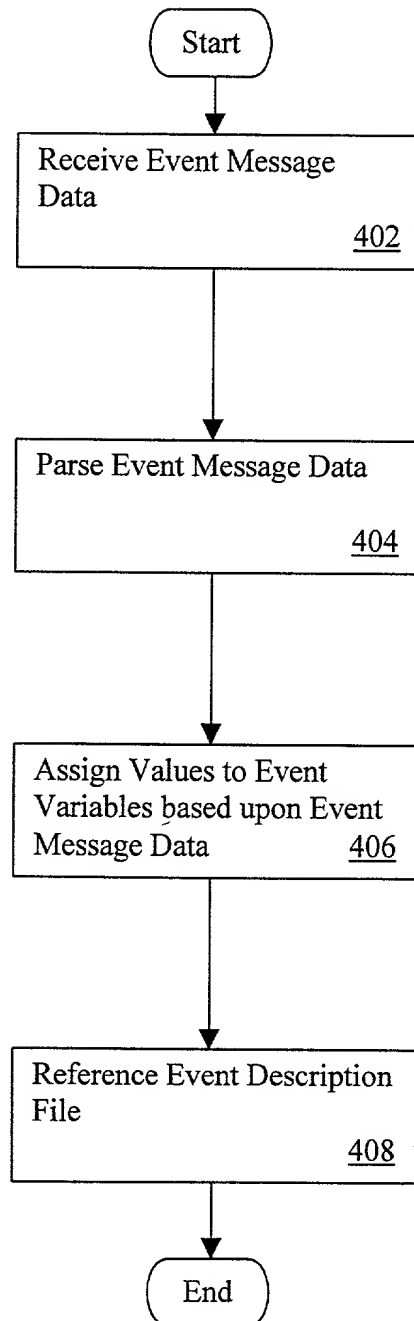 Start
Receive Event Message
Data
402
Parse Event Message Data
404
Assign Values to Event
Variables based upon Event
Message Data 406
Reference Event Description
File
408
End